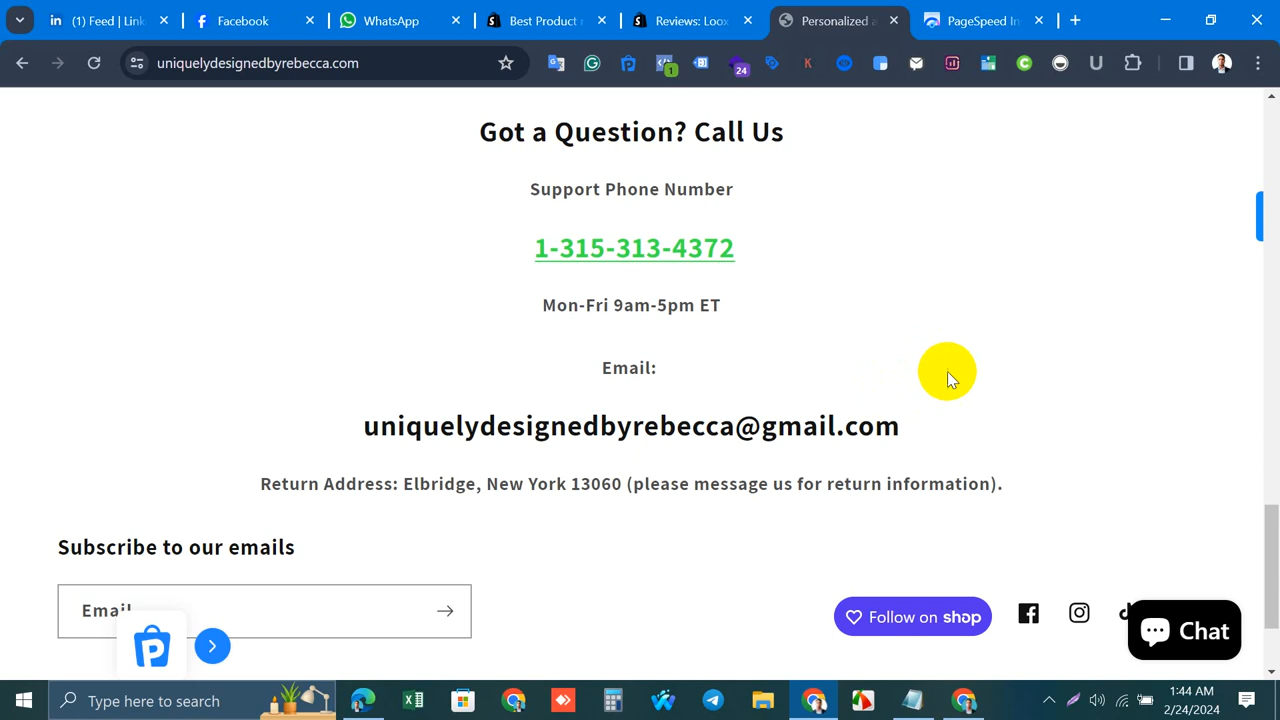 (1) Feed | Link
Facebook
WhatsApp
Best Product r
Reviews: Loox
Personalized a
PageSpeed In
uniquelydesignedbyrebecca.com
1
24
Got a Question? Call Us
Support Phone Number
1-315-313-4372
Mon-Fri 9am-5pm ET
Email:
uniquelydesignedbyrebecca@gmail.com
Return Address: Elbridge, New York 13060 (please message us for return information).
Subscribe to our emails
Email
Follow on shop
Chat
Type here to search
1:44 AM
2/24/2024